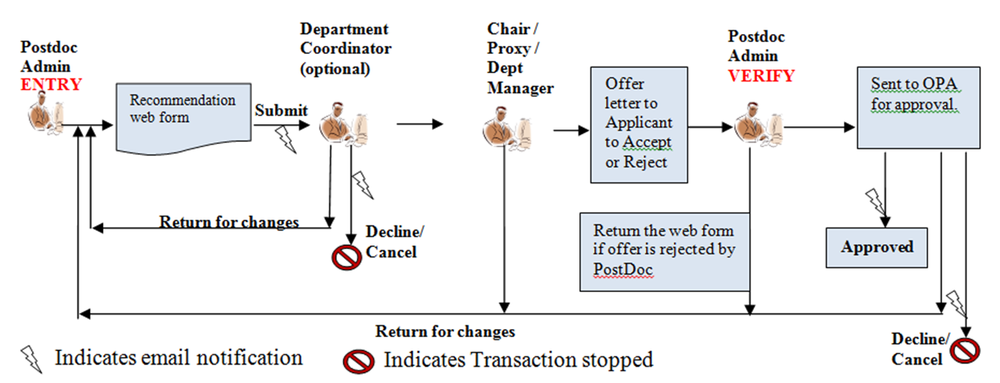 Postdoc
Admin
ENTRY
Recommendation
web form
Submit
Department
Coordinator
(optional)
Chair /
Proxy /
Dept
Manager
Offer
letter to
Applicant
to Accept
or Reject
Postdoc
Admin
VERIFY
Sent to OPA
for approval.
Return for changes
Decline/
Cancel
Return the web form
if offer is rejected by
PostDoc
Approved
Return for changes
Decline/
Cancel
Indicates email notification
Indicates Transaction stopped